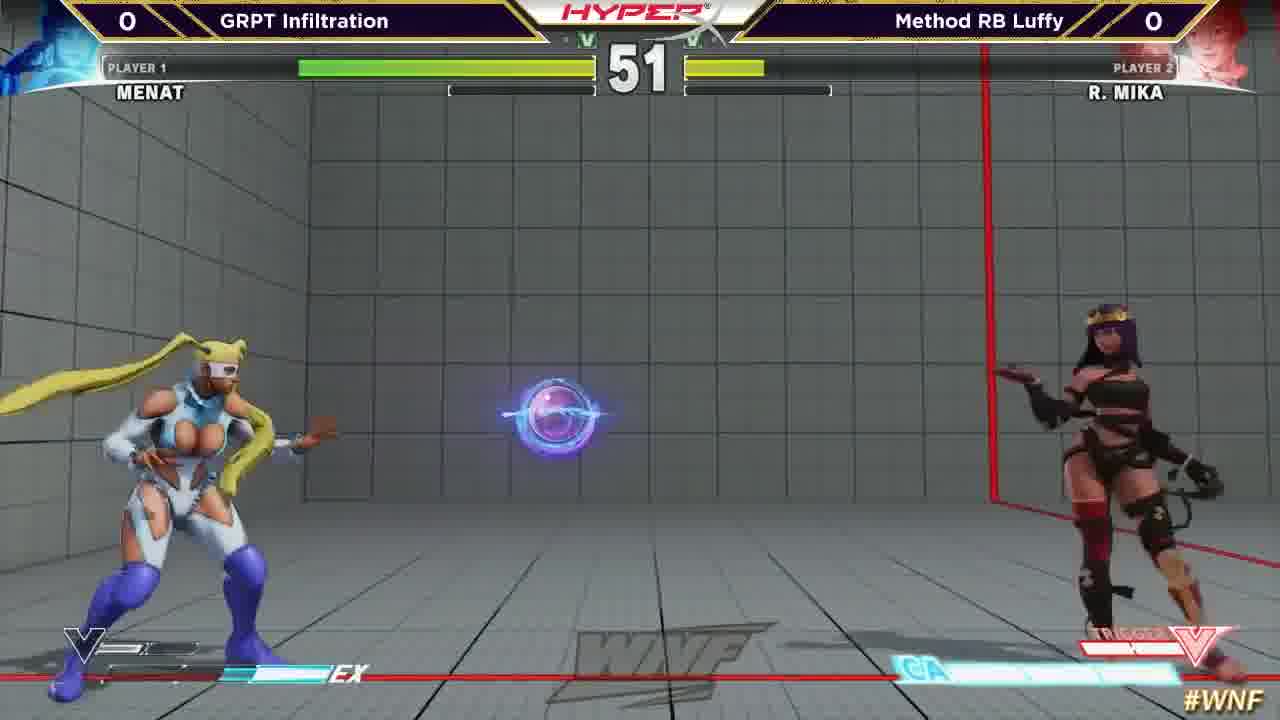 0 GRPT Infiltration HYPERX Method RB Luffy 0
V 51 V
PLAYER 1 PLAYER 2
MENAT R. MIKA
WNF
TRIGGER
V V
EX CA
#WNF